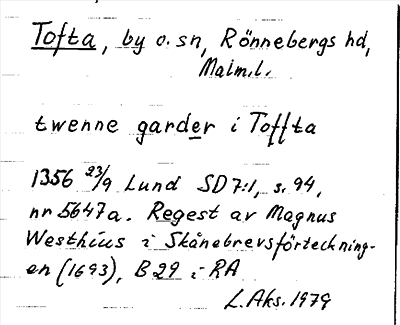 Tofta, by o. sn, Rönnebergs hd,
Malm.l.
twenne garder i Toffta
1356 23/9 Lund SD 7:1, s. 94,
nr 5647a. Regest av Magnus
Westhius i Skånebrevsförteckning-
en (1693), B 29 i RA
L. Aks. 1979